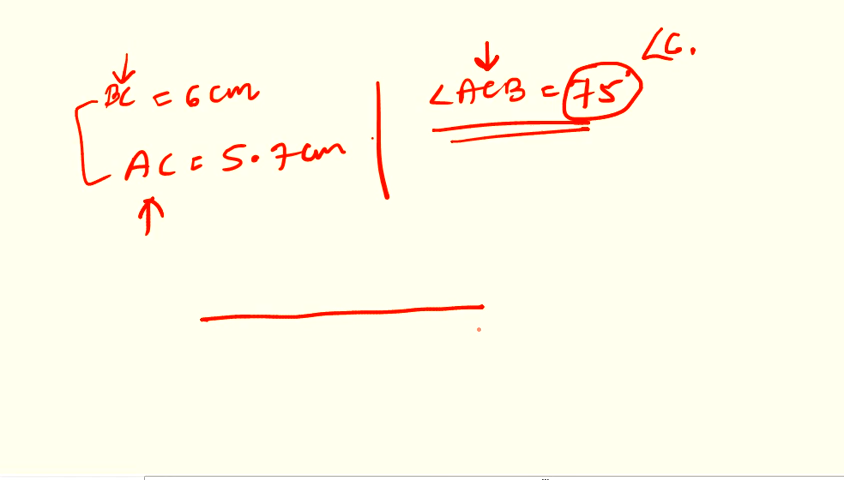 BC = 6 cm
AC = 5.7 cm
∠ACB = 75°
∠C.